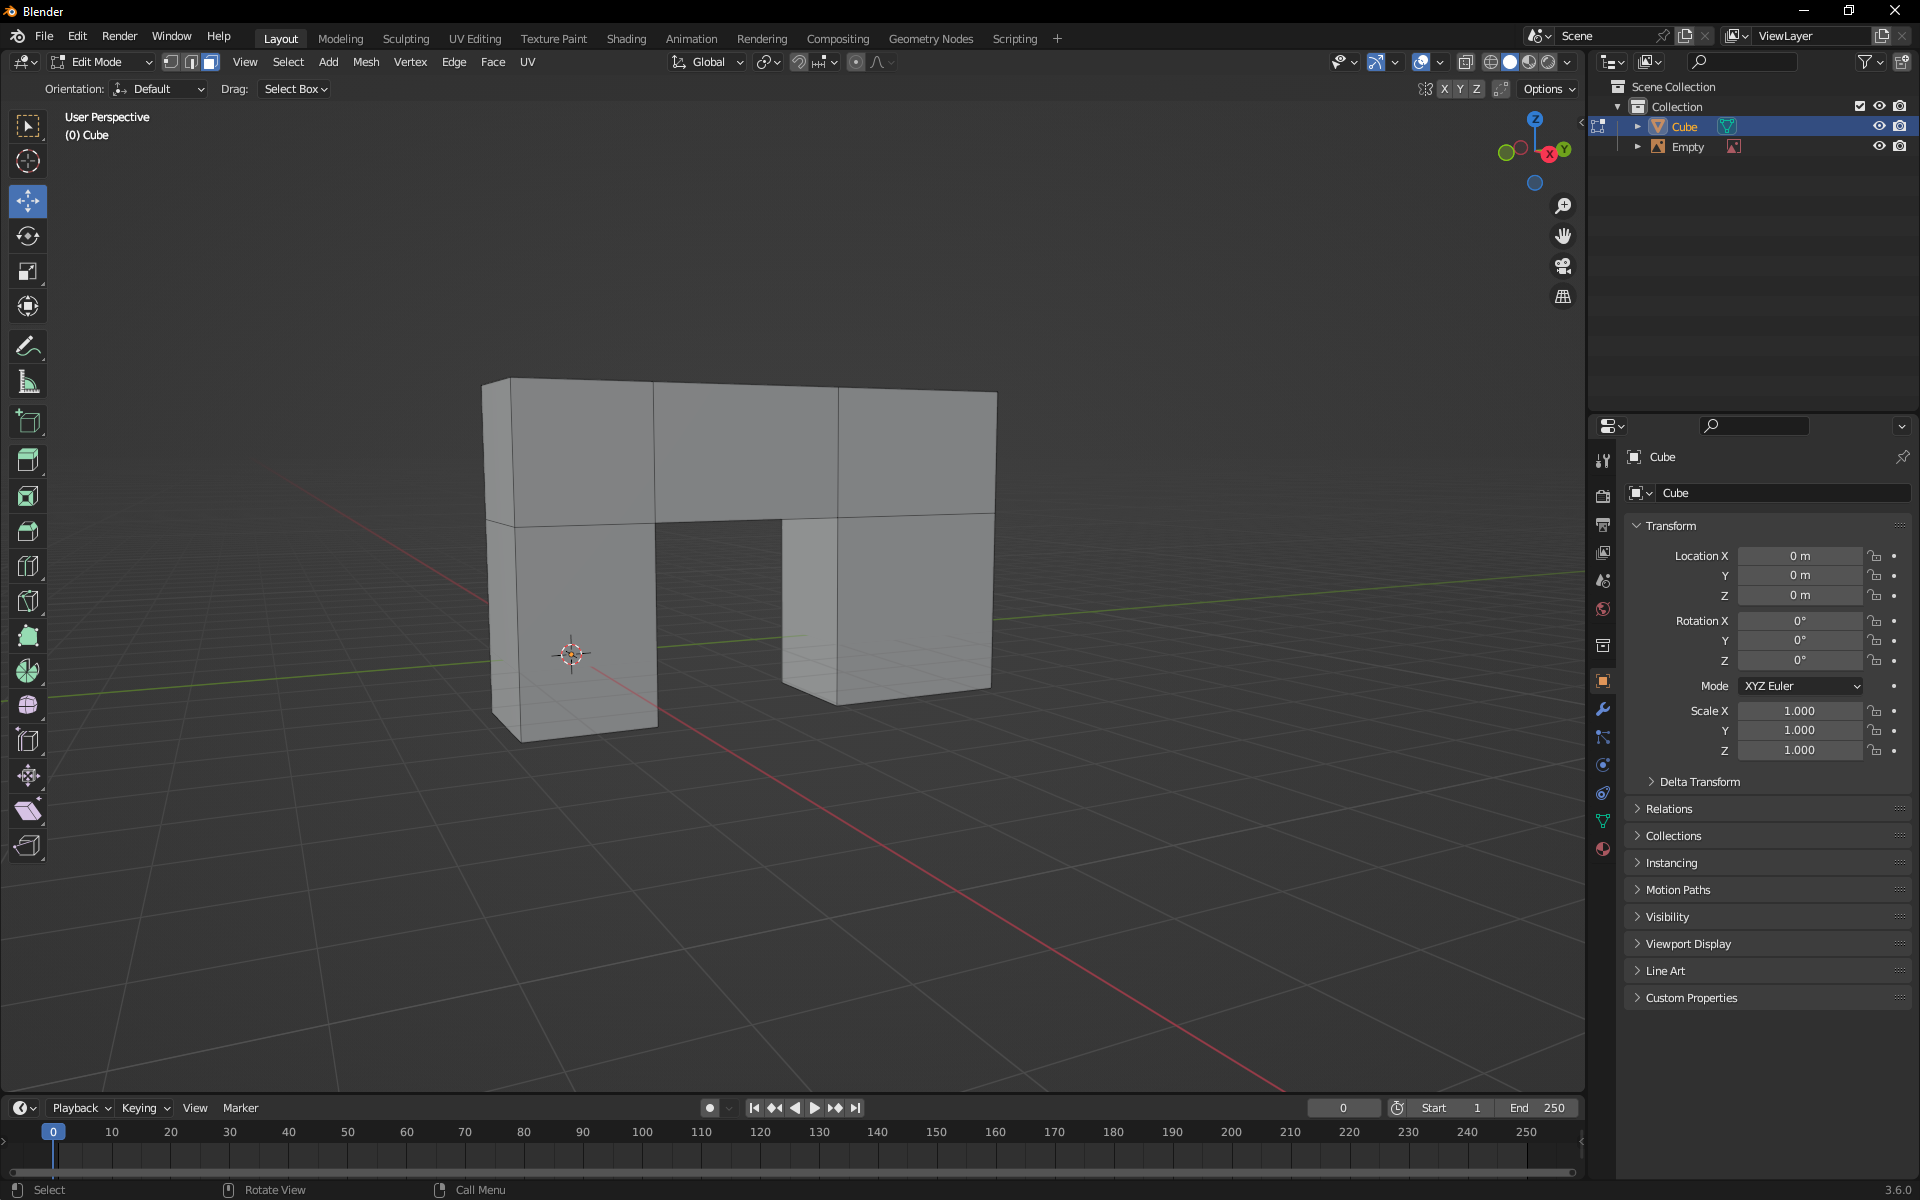 Blender
File Edit Render Window Help Layout Modeling Sculpting UV Editing Texture Paint Shading Animation Rendering Compositing Geometry Nodes Scripting + Scene ViewLayer
Edit Mode View Select Add Mesh Vertex Edge Face UV Global
Orientation: Default Drag: Select Box X Y Z Options
User Perspective
(0) Cube
Z
X
Y
Scene Collection
Collection
Cube
Empty
Cube
Cube
Transform
Location X 0 m
Y 0 m
Z 0 m
Rotation X 0°
Y 0°
Z 0°
Mode XYZ Euler
Scale X 1.000
Y 1.000
Z 1.000
Delta Transform
Relations
Collections
Instancing
Motion Paths
Visibility
Viewport Display
Line Art
Custom Properties
Playback Keying View Marker 0 Start 1 End 250
0 10 20 30 40 50 60 70 80 90 100 110 120 130 140 150 160 170 180 190 200 210 220 230 240 250
Select Rotate View Call Menu 3.6.0